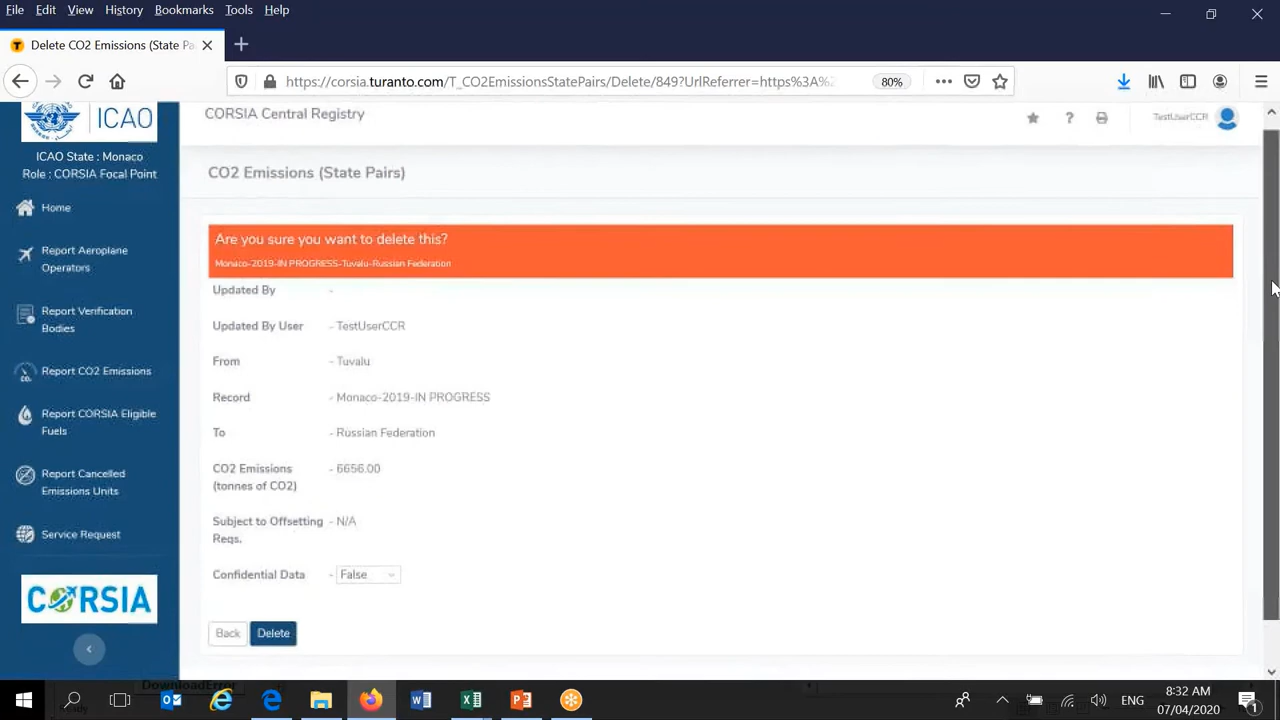 File Edit View History Bookmarks Tools Help
Delete CO2 Emissions (State Pa
https://corsia.turanto.com/T_CO2EmissionsStatePairs/Delete/849?UrlReferrer=https%3A%2
80%
ICAO
CORSIA Central Registry
TestUserCCR
ICAO State : Monaco
Role : CORSIA Focal Point
Home
Report Aeroplane
Operators
Report Verification
Bodies
Report CO2 Emissions
Report CORSIA Eligible
Fuels
Report Cancelled
Emissions Units
Service Request
CORSIA
CO2 Emissions (State Pairs)
Are you sure you want to delete this?
Monaco-2019-IN PROGRESS-Tuvalu-Russian Federation
Updated By -
Updated By User - TestUserCCR
From - Tuvalu
Record - Monaco-2019-IN PROGRESS
To - Russian Federation
CO2 Emissions - 6656.00
(tonnes of CO2)
Subject to Offsetting - N/A
Reqs.
Confidential Data - False
Back Delete
DownloadError
ENG
8:32 AM
07/04/2020
1